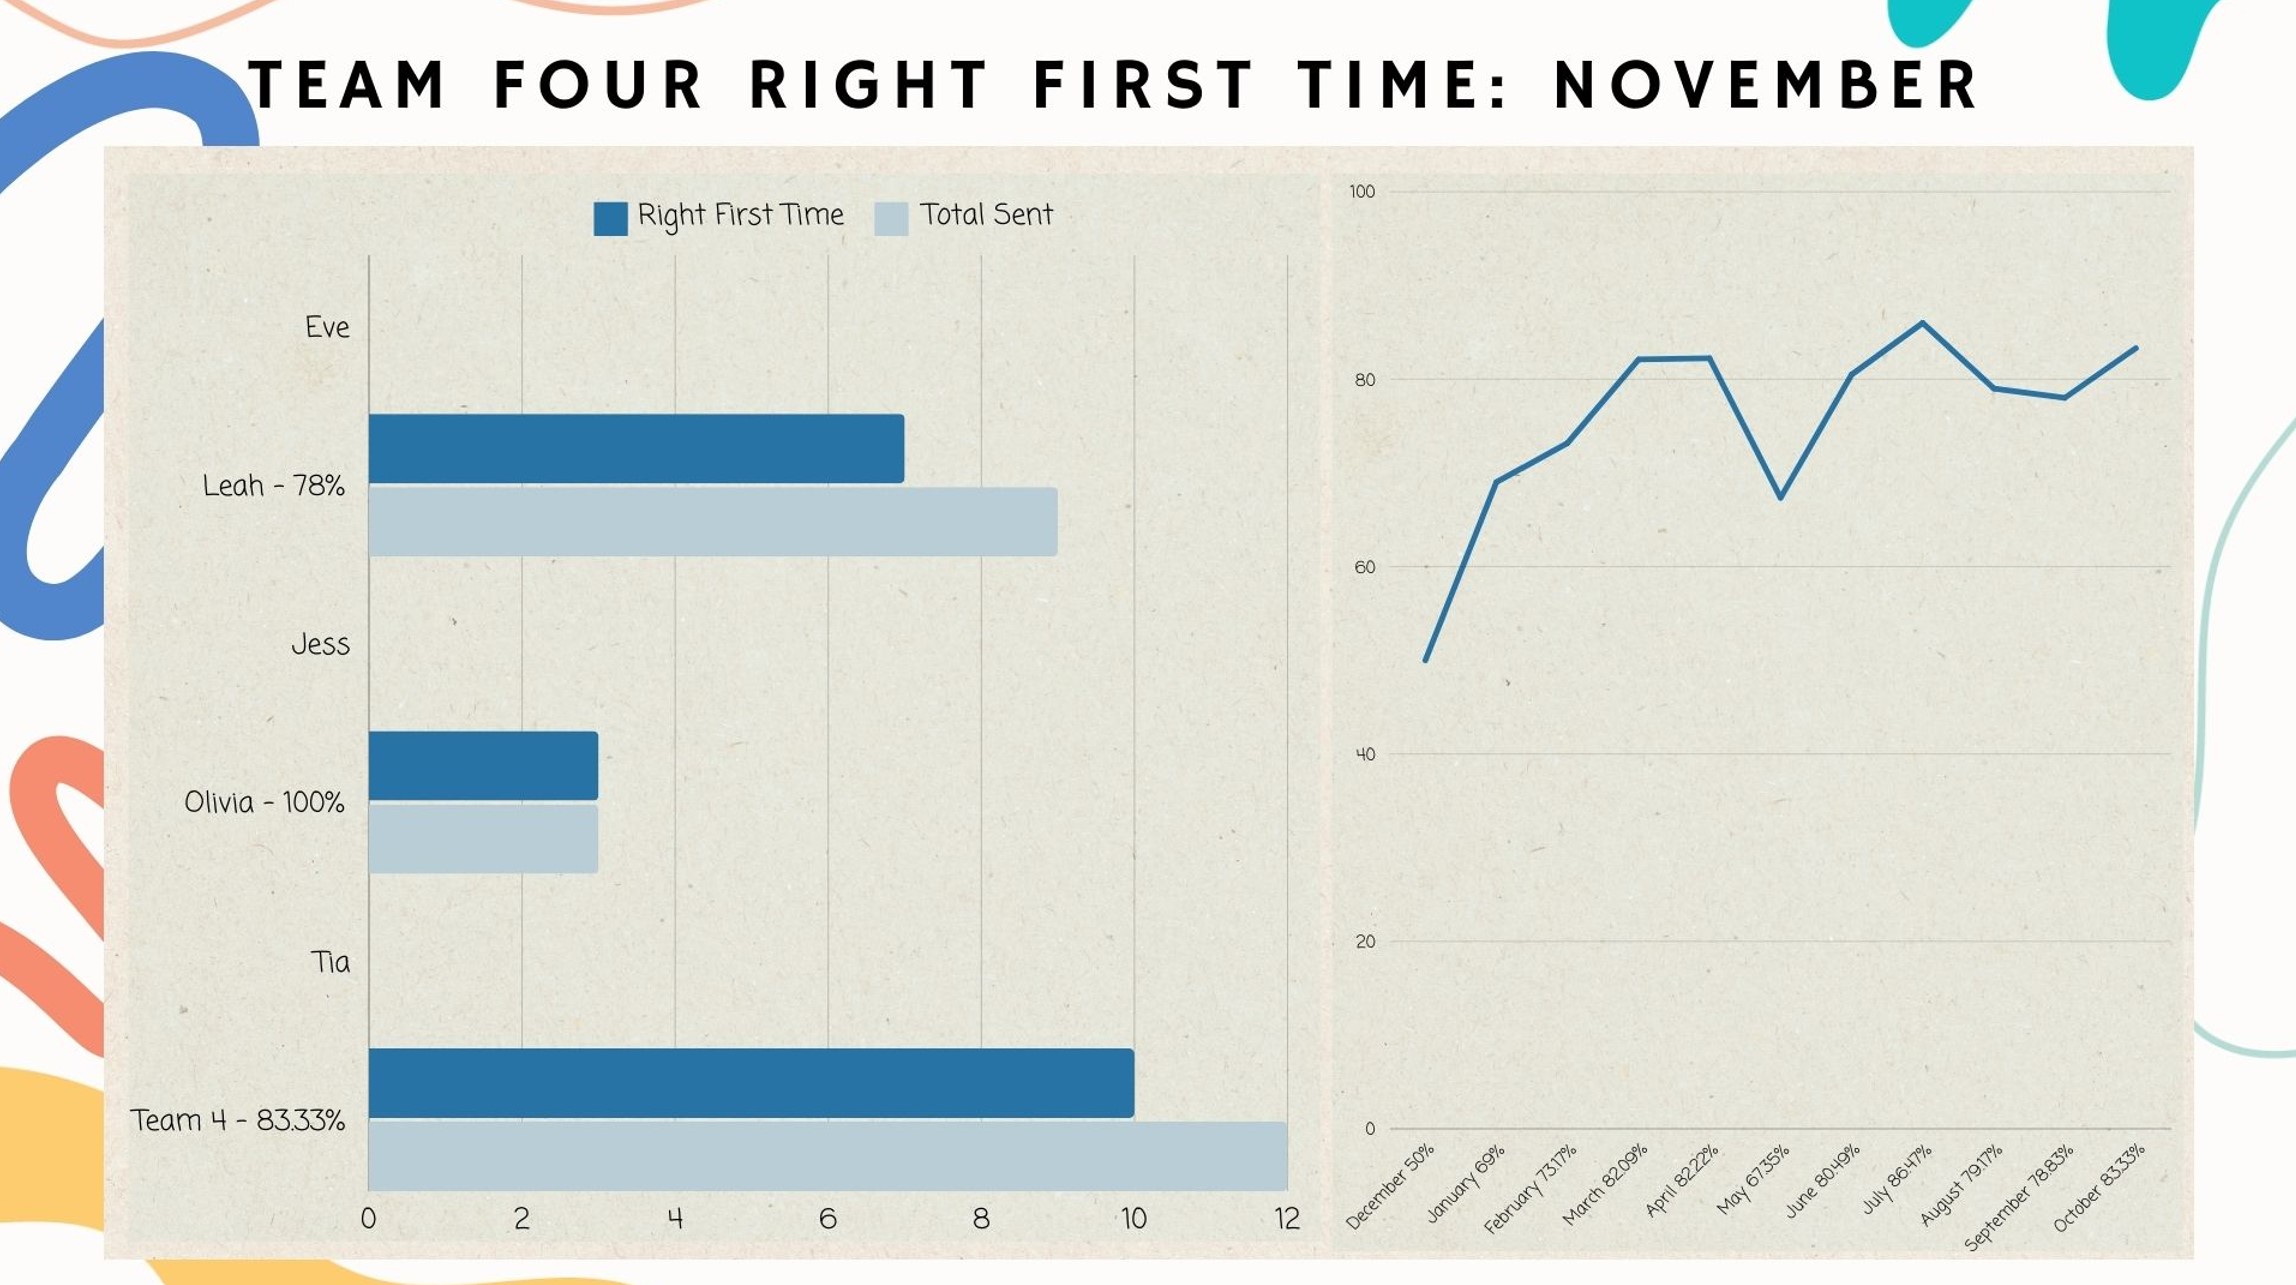 TEAM FOUR RIGHT FIRST TIME: NOVEMBER
Right First Time
Total Sent
Eve
Leah - 78%
Jess
Olivia - 100%
Tia
Team 4 - 83.33%
0 2 4 6 8 10 12
100
80
60
40
20
0
December 50%
January 69%
February 73.17%
March 82.09%
April 82.22%
May 67.35%
June 80.49%
July 86.47%
August 79.17%
September 78.83%
October 83.33%